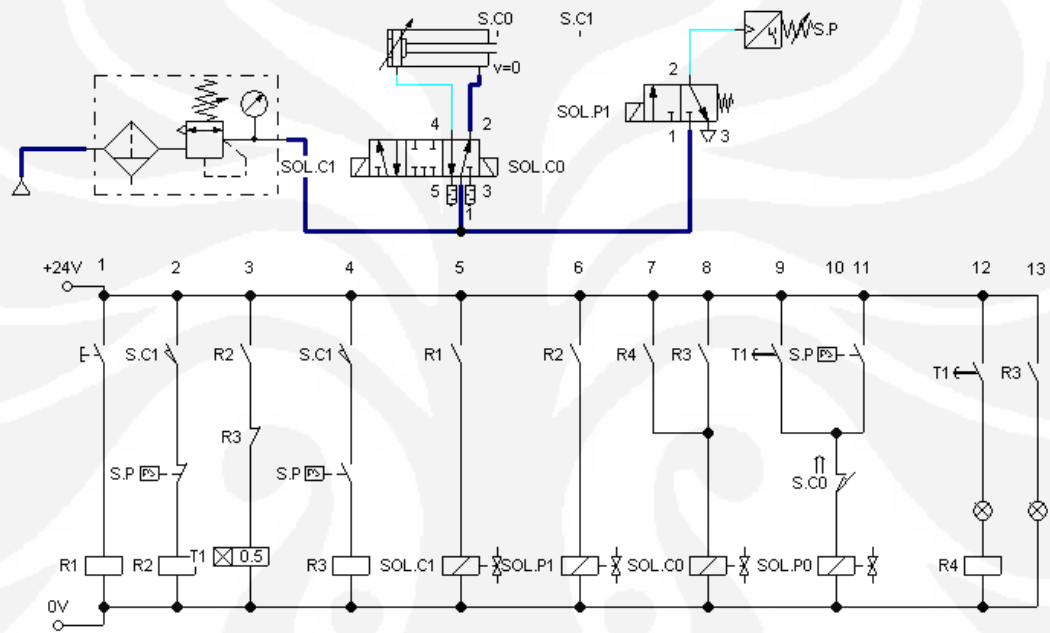 S.C0 S.C1
S.P
v=0
2
SOL.P1
1 3
4 2
SOL.C1 SOL.C0
5 3
1
+24V 1 2 3 4 5 6 7 8 9 10 11 12 13
S.C1 R2 S.C1 R1 R2 R4 R3 T1 S.P T1 R3
R3
S.P S.P S.C0
R1 R2 T1 0.5 R3 SOL.C1 SOL.P1 SOL.C0 SOL.P0 R4
0V